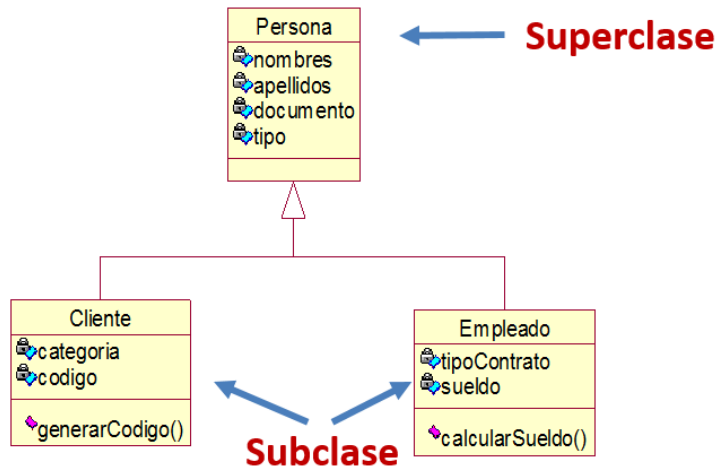 Persona
Superclase
nombres
apellidos
documento
tipo
Cliente
categoria
codigo
generarCodigo()
Empleado
tipoContrato
sueldo
calcularSueldo()
Subclase